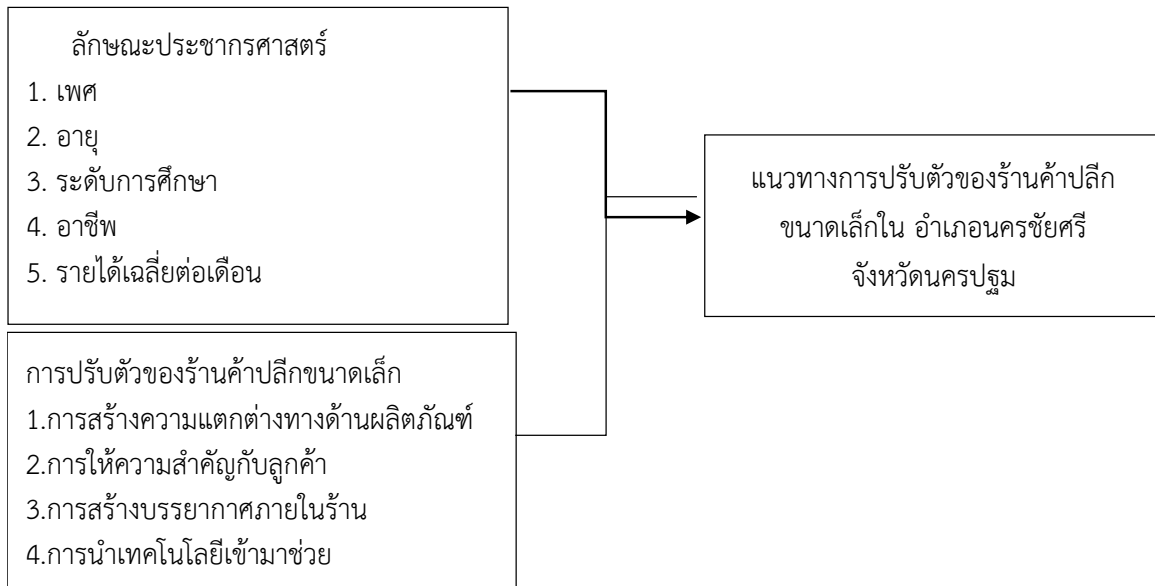 ลักษณะประชากรศาสตร์
1. เพศ
2. อายุ
3. ระดับการศึกษา
4. อาชีพ
5. รายได้เฉลี่ยต่อเดือน
การปรับตัวของร้านค้าปลีกขนาดเล็ก
1.การสร้างความแตกต่างทางด้านผลิตภัณฑ์
2.การให้ความสำคัญกับลูกค้า
3.การสร้างบรรยากาศภายในร้าน
4.การนำเทคโนโลยีเข้ามาช่วย
แนวทางการปรับตัวของร้านค้าปลีก
ขนาดเล็กใน อำเภอนครชัยศรี
จังหวัดนครปฐม